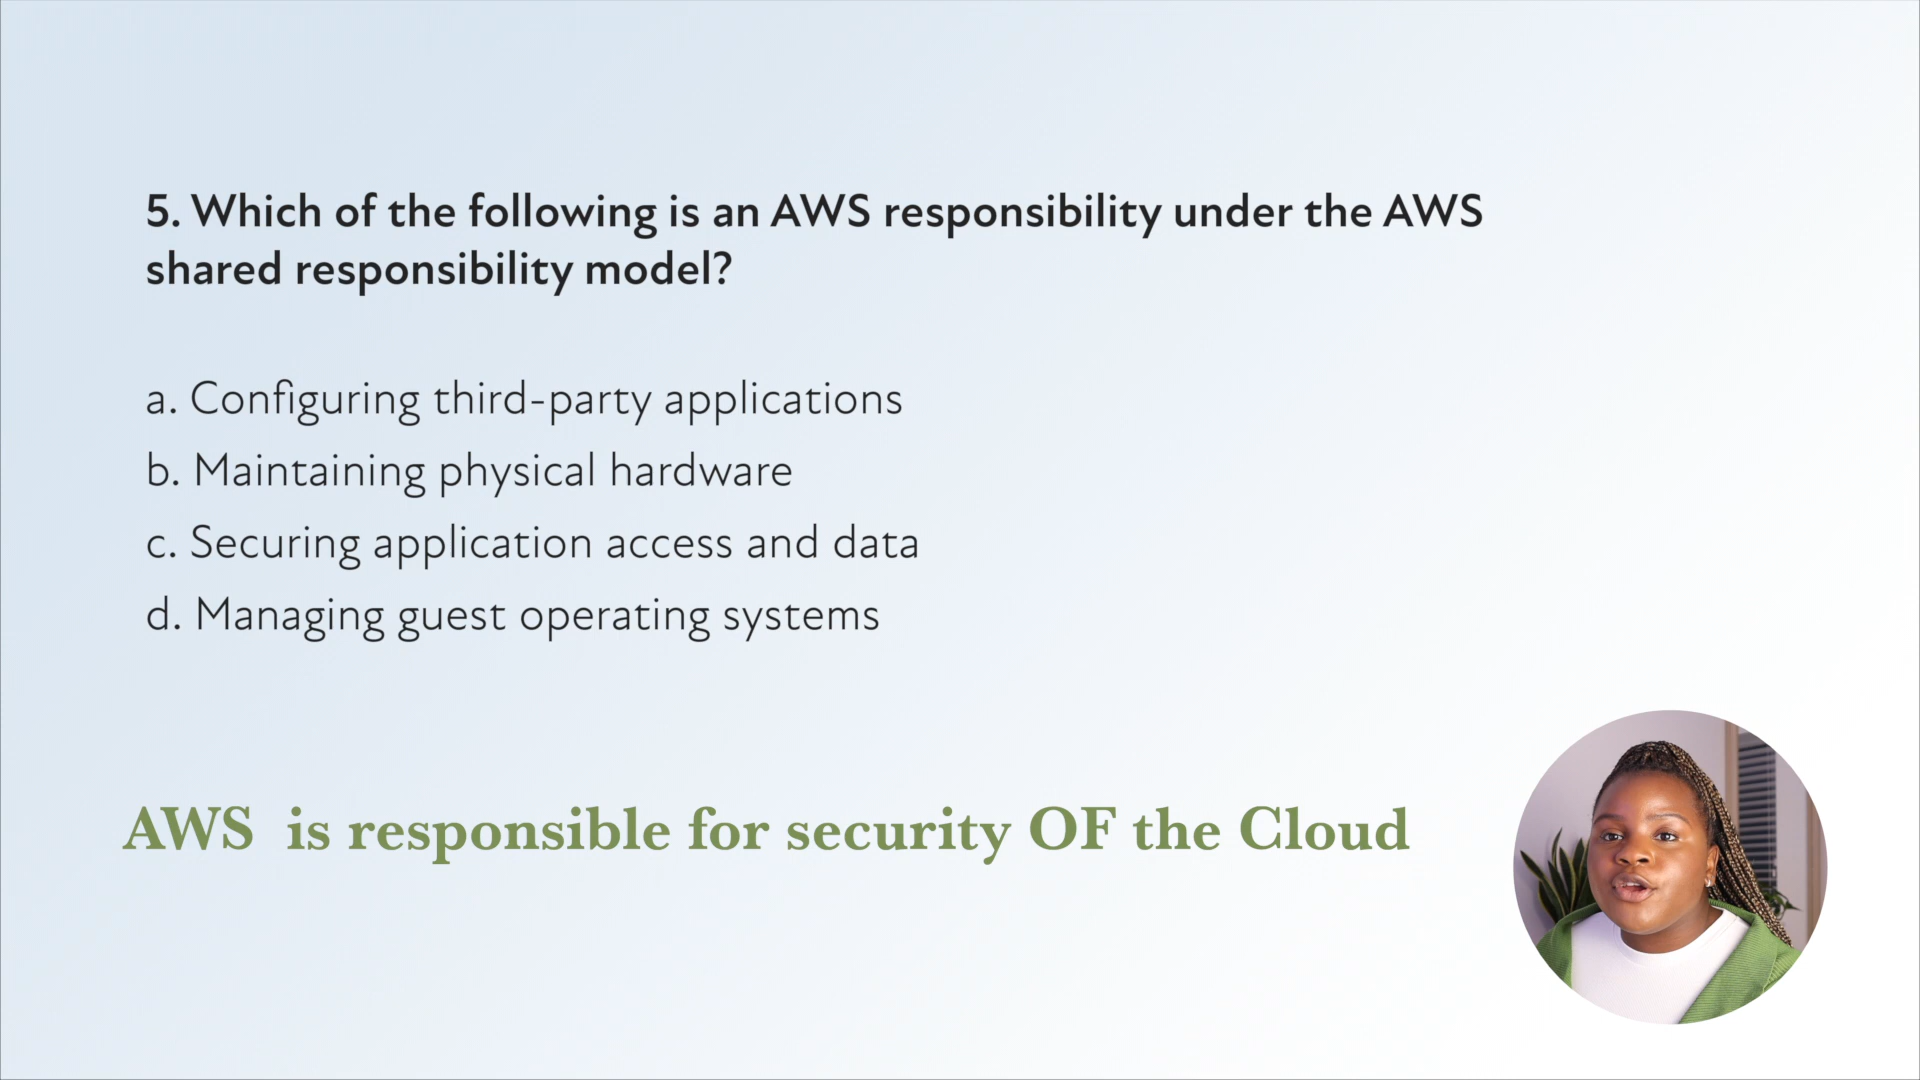 5. Which of the following is an AWS responsibility under the AWS
shared responsibility model?
a. Configuring third-party applications
b. Maintaining physical hardware
c. Securing application access and data
d. Managing guest operating systems
AWS is responsible for security OF the Cloud